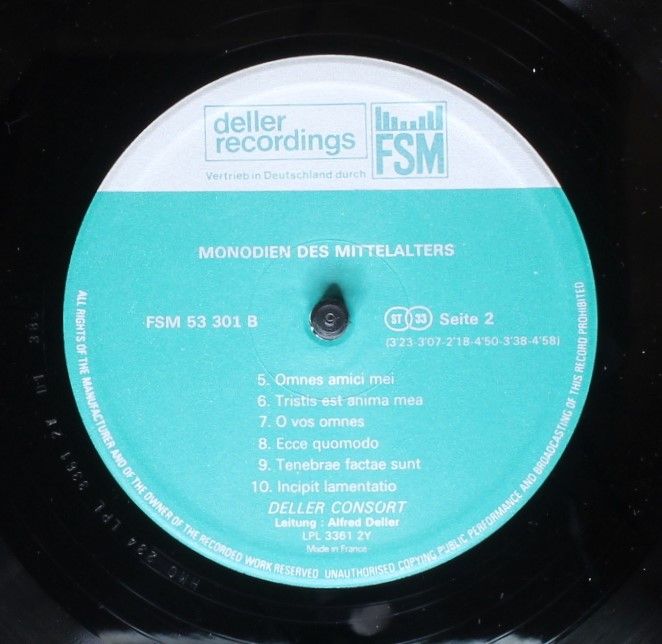 deller
recordings
FSM
Vertrieb in Deutschland durch
MONODIEN DES MITTELALTERS
FSM 53 301 B
ST 33 Seite 2
(3'23-3'07-2'18-4'50-3'38-4'58)
5. Omnes amici mei
6. Tristis est anima mea
7. O vos omnes
8. Ecce quomodo
9. Tenebrae factae sunt
10. Incipit lamentatio
DELLER CONSORT
Leitung : Alfred Deller
LPL 3361 2Y
Made in France
ALL RIGHTS OF THE MANUFACTURER AND OF THE OWNER OF THE RECORDED WORK RESERVED UNAUTHORISED COPYING PUBLIC PERFORMANCE AND BROADCASTING OF THIS RECORD PROHIBITED
LPL 3361 2Y